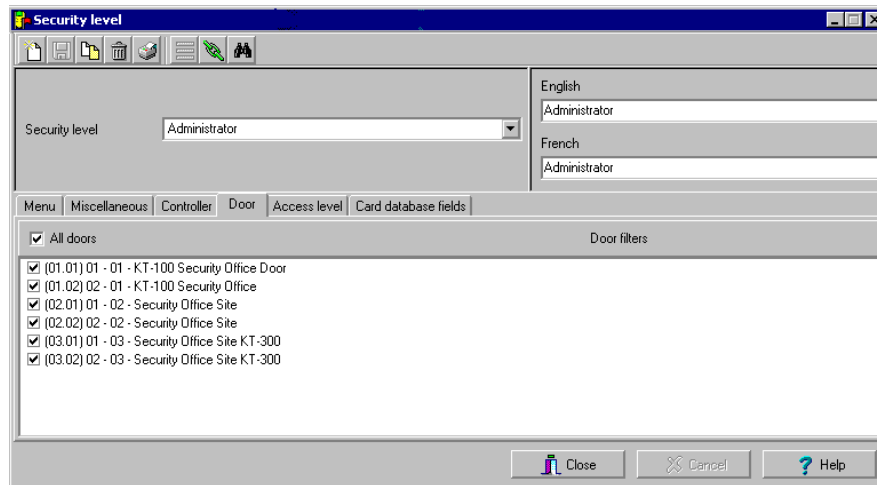 Security level
English
Administrator
Security level
Administrator
French
Administrator
Menu
Miscellaneous
Controller
Door
Access level
Card database fields
All doors
Door filters
(01.01) 01 - 01 - KT-100 Security Office Door
(01.02) 02 - 01 - KT-100 Security Office
(02.01) 01 - 02 - Security Office Site
(02.02) 02 - 02 - Security Office Site
(03.01) 01 - 03 - Security Office Site KT-300
(03.02) 02 - 03 - Security Office Site KT-300
Close
Cancel
Help